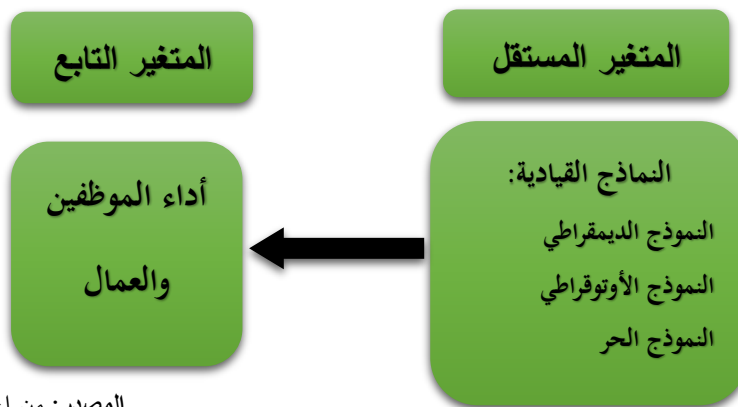 المتغير المستقل
المتغير التابع
النماذج القيادية:
النموذج الديمقراطي
النموذج الأوتوقراطي
النموذج الحر
أداء الموظفين
والعمال